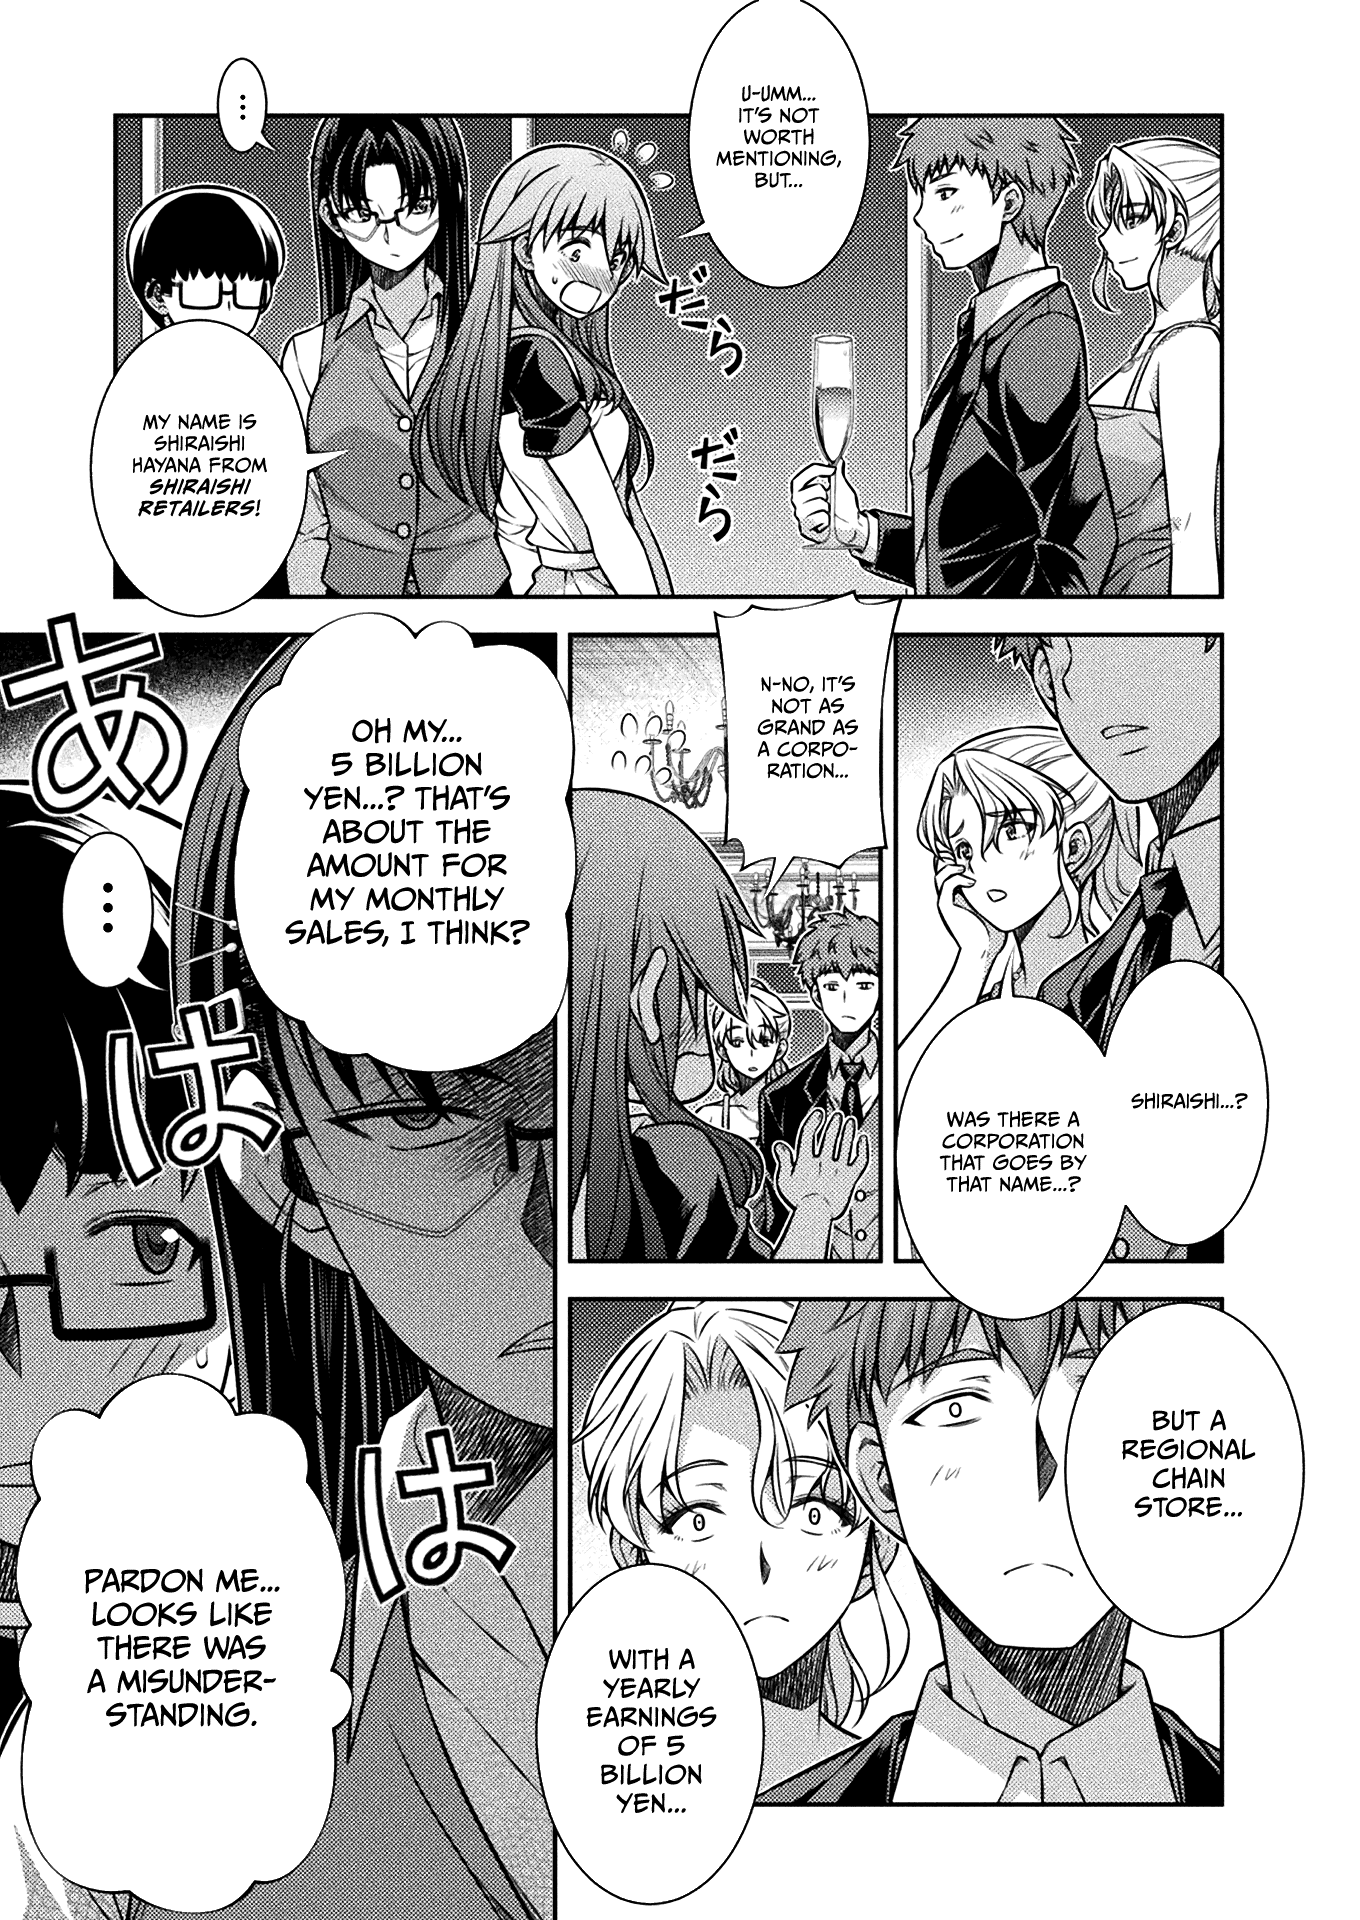 U-UMM...
IT'S NOT
WORTH
MENTIONING,
BUT...
だら
だら
...
MY NAME IS
SHIRAISHI
HAYANA FROM
SHIRAISHI
RETAILERS!
SHIRAISHI...?
WAS THERE A
CORPORATION
THAT GOES BY
THAT NAME...?
N-NO, IT'S
NOT AS
GRAND AS
A CORPO-
RATION...
BUT A
REGIONAL
CHAIN
STORE...
WITH A
YEARLY
EARNINGS
OF 5
BILLION
YEN...
OH MY...
5 BILLION
YEN...? THAT'S
ABOUT THE
AMOUNT FOR
MY MONTHLY
SALES, I THINK?
...
あ
は
は
PARDON ME...
LOOKS LIKE
THERE WAS
A MISUNDER-
STANDING.